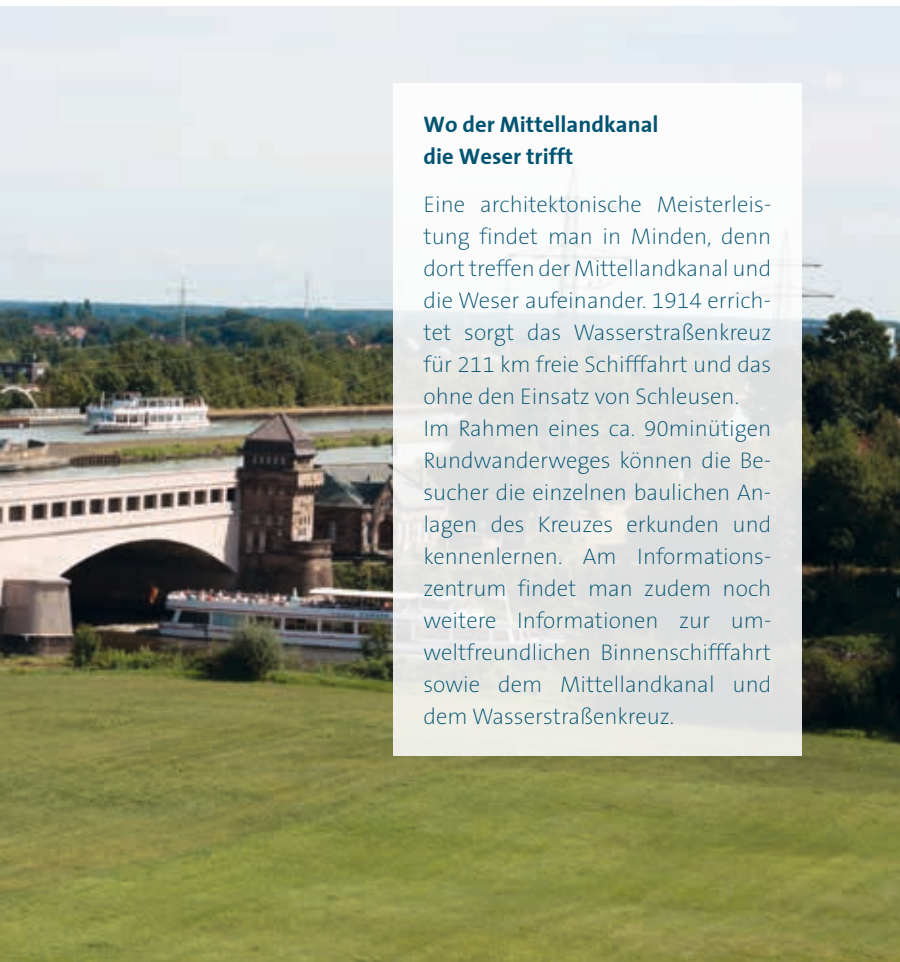 Wo der Mittellandkanal
die Weser trifft
Eine architektonische Meisterleis-
tung findet man in Minden, denn
dort treffen der Mittellandkanal und
die Weser aufeinander. 1914 errich-
tet sorgt das Wasserstraßenkreuz
für 211 km freie Schifffahrt und das
ohne den Einsatz von Schleusen.
Im Rahmen eines ca. 90minütigen
Rundwanderweges können die Be-
sucher die einzelnen baulichen An-
lagen des Kreuzes erkunden und
kennenlernen. Am Informations-
zentrum findet man zudem noch
weitere Informationen zur um-
weltfreundlichen Binnenschifffahrt
sowie dem Mittellandkanal und
dem Wasserstraßenkreuz.